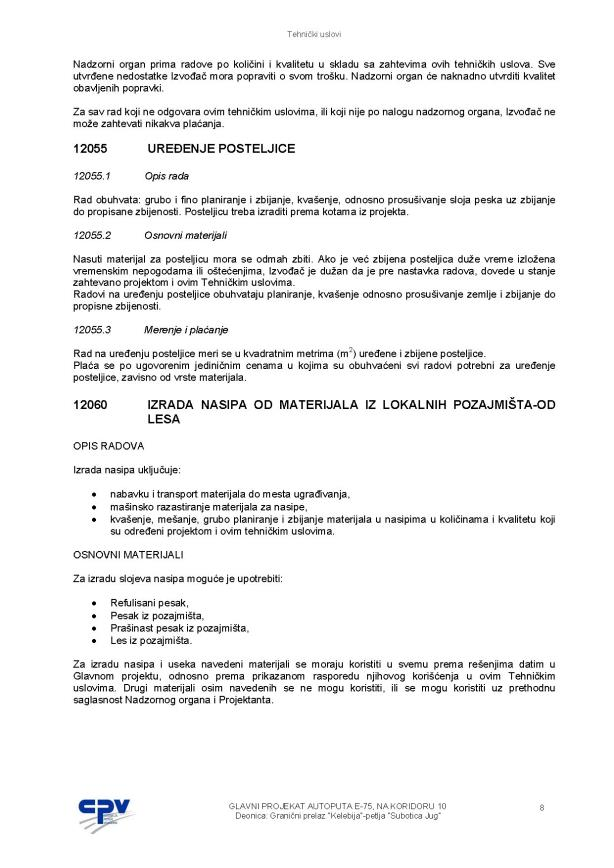 Tehnički uslovi
Nadzorni organ prima radove po količini i kvalitetu u skladu sa zahtevima ovih tehničkih uslova. Sve
utvrđene nedostatke Izvođač mora popraviti o svom trošku. Nadzorni organ će naknadno utvrditi kvalitet
obavljenih popravki.
Za sav rad koji ne odgovara ovim tehničkim uslovima, ili koji nije po nalogu nadzornog organa, Izvođač ne
može zahtevati nikakva plaćanja.
12055 UREĐENJE POSTELJICE
12055.1 Opis rada
Rad obuhvata: grubo i fino planiranje i zbijanje, kvašenje, odnosno prosušivanje sloja peska uz zbijanje
do propisane zbijenosti. Posteljicu treba izraditi prema kotama iz projekta.
12055.2 Osnovni materijali
Nasuti materijal za posteljicu mora se odmah zbiti. Ako je već zbijena posteljica duže vreme izložena
vremenskim nepogodama ili oštećenjima, Izvođač je dužan da je pre nastavka radova, dovede u stanje
zahtevano projektom i ovim Tehničkim uslovima.
Radovi na uređenju posteljice obuhvataju planiranje, kvašenje odnosno prosušivanje zemlje i zbijanje do
propisne zbijenosti.
12055.3 Merenje i plaćanje
Rad na uređenju posteljice meri se u kvadratnim metrima (m²) uređene i zbijene posteljice.
Plaća se po ugovorenim jediničnim cenama u kojima su obuhvaćeni svi radovi potrebni za uređenje
posteljice, zavisno od vrste materijala.
12060 IZRADA NASIPA OD MATERIJALA IZ LOKALNIH POZAJMIŠTA-OD
LESA
OPIS RADOVA
Izrada nasipa uključuje:
• nabavku i transport materijala do mesta ugrađivanja,
• mašinsko razastiranje materijala za nasipe,
• kvašenje, mešanje, grubo planiranje i zbijanje materijala u nasipima u količinama i kvalitetu koji
su određeni projektom i ovim tehničkim uslovima.
OSNOVNI MATERIJALI
Za izradu slojeva nasipa moguće je upotrebiti:
• Refulisani pesak,
• Pesak iz pozajmišta,
• Prašinast pesak iz pozajmišta,
• Les iz pozajmišta.
Za izradu nasipa i useka navedeni materijali se moraju koristiti u svemu prema rešenjima datim u
Glavnom projektu, odnosno prema prikazanom rasporedu njihovog korišćenja u ovim Tehničkim
uslovima. Drugi materijali osim navedenih se ne mogu koristiti, ili se mogu koristiti uz prethodnu
saglasnost Nadzornog organa i Projektanta.
CPV
GLAVNI PROJEKAT AUTOPUTA E-75, NA KORIDORU 10
Deonica: Granični prelaz "Kelebija"-petlja "Subotica Jug"
8